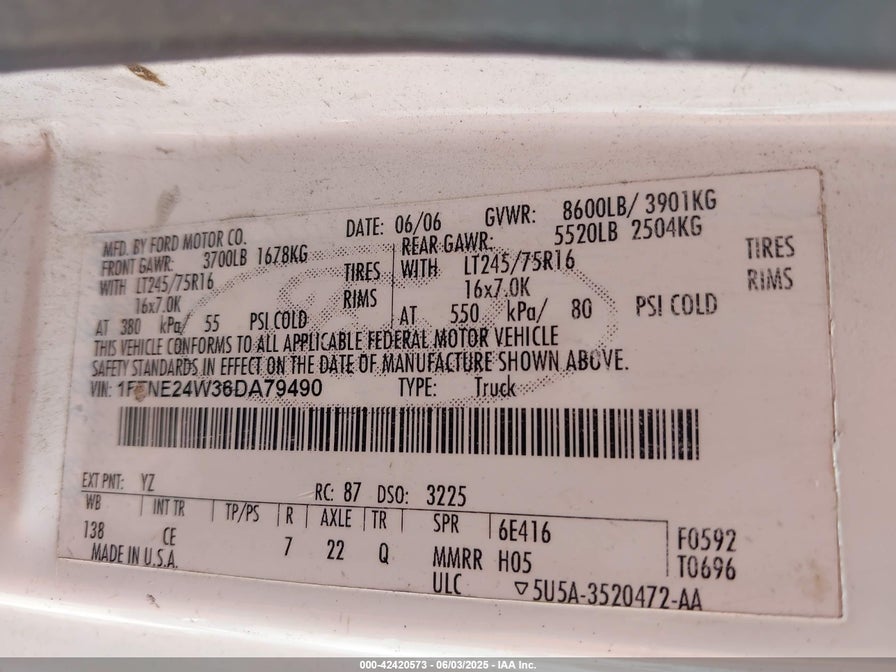 MFD. BY FORD MOTOR CO.
DATE: 06/06 GVWR: 8600LB/ 3901KG
FRONT GAWR: 3700LB 1678KG
REAR GAWR: 5520LB 2504KG
WITH LT245/75R16 TIRES
WITH LT245/75R16 TIRES
16x7.0K RIMS
16x7.0K RIMS
AT 380 kPa/ 55 PSI COLD
AT 550 kPa/ 80 PSI COLD
THIS VEHICLE CONFORMS TO ALL APPLICABLE FEDERAL MOTOR VEHICLE
SAFETY STANDARDS IN EFFECT ON THE DATE OF MANUFACTURE SHOWN ABOVE.
VIN: 1FTNE24W36DA79490 TYPE: Truck
EXT PNT: YZ RC: 87 DSO: 3225
WB INT TR TP/PS R AXLE TR SPR 6E416 F0592
138 CE 7 22 Q MMRR H05 T0696
MADE IN U.S.A. ULC ▽5U5A-3520472-AA
000-42420573 - 06/03/2025 - IAA Inc.